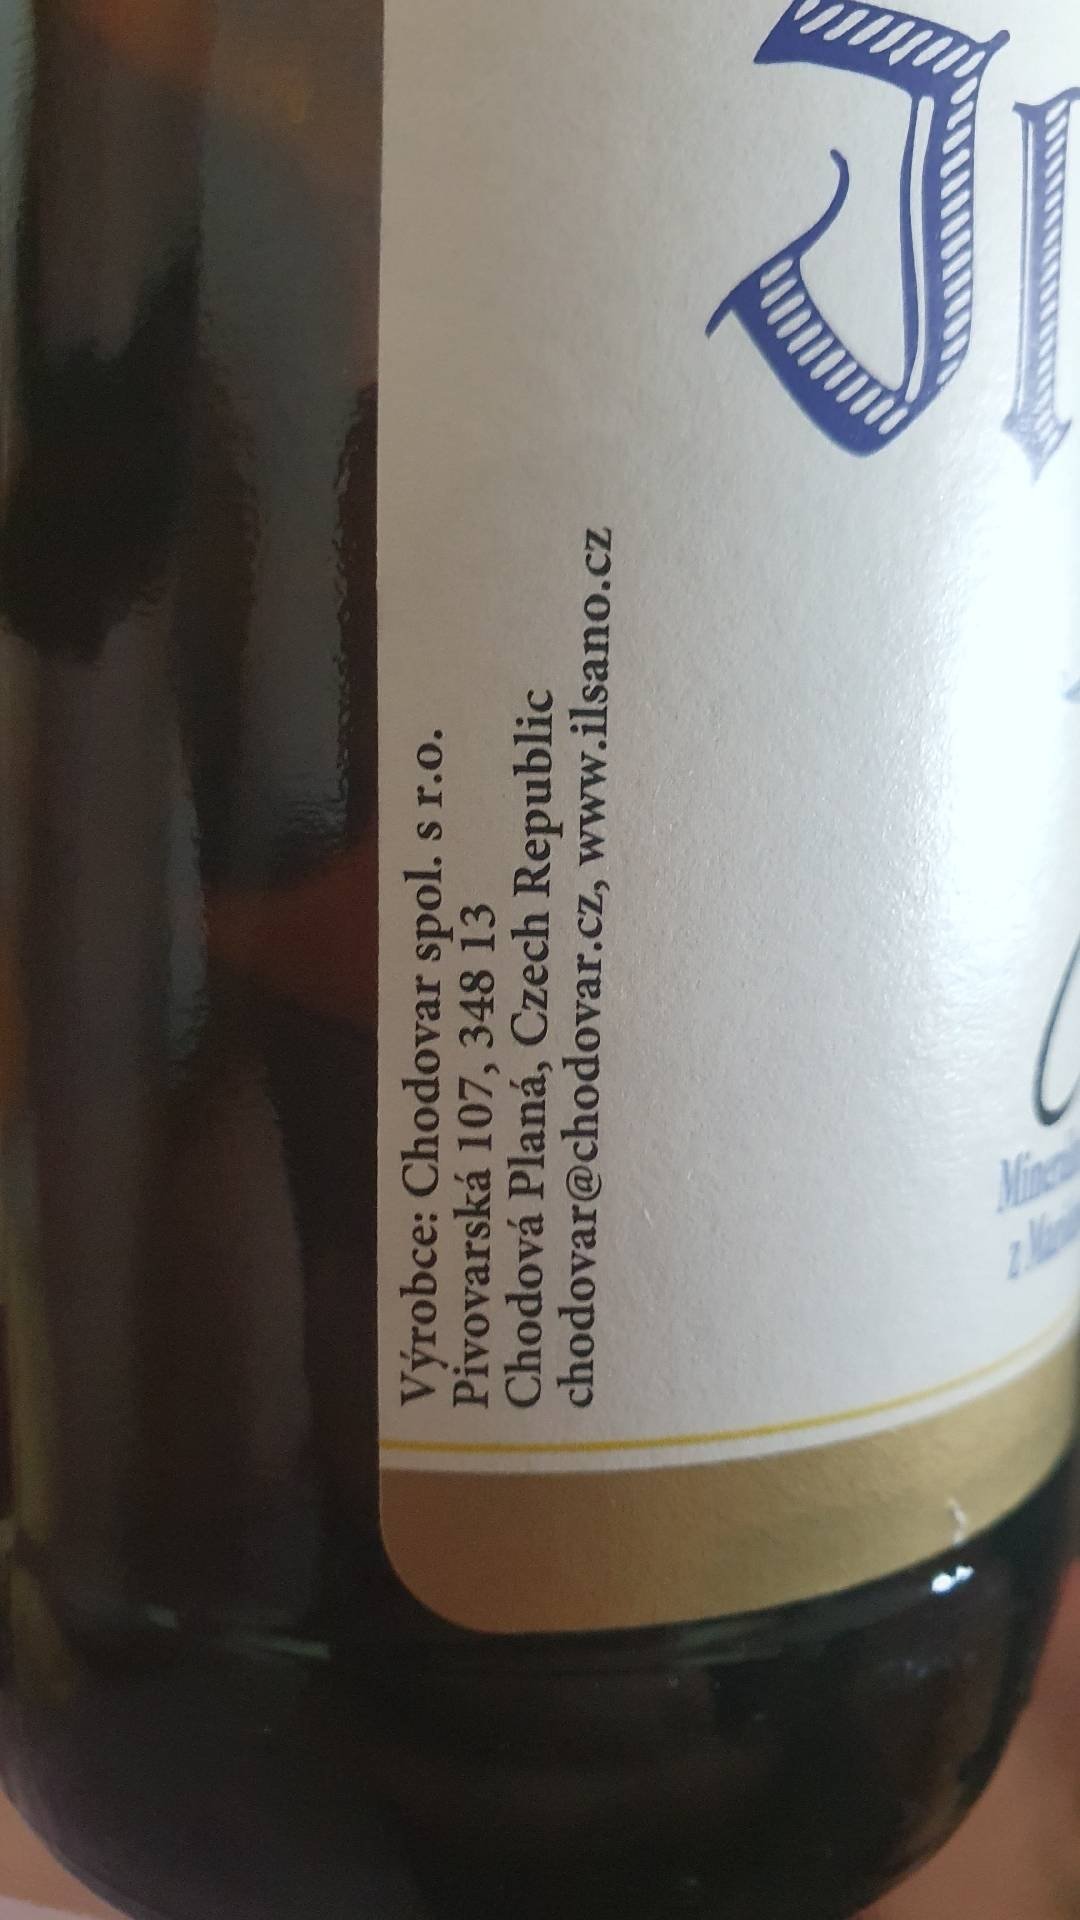 Výrobce: Chodovar spol. s r.o.
Pivovarská 107, 348 13
Chodová Planá, Czech Republic
chodovar@chodovar.cz, www.ilsano.cz
z